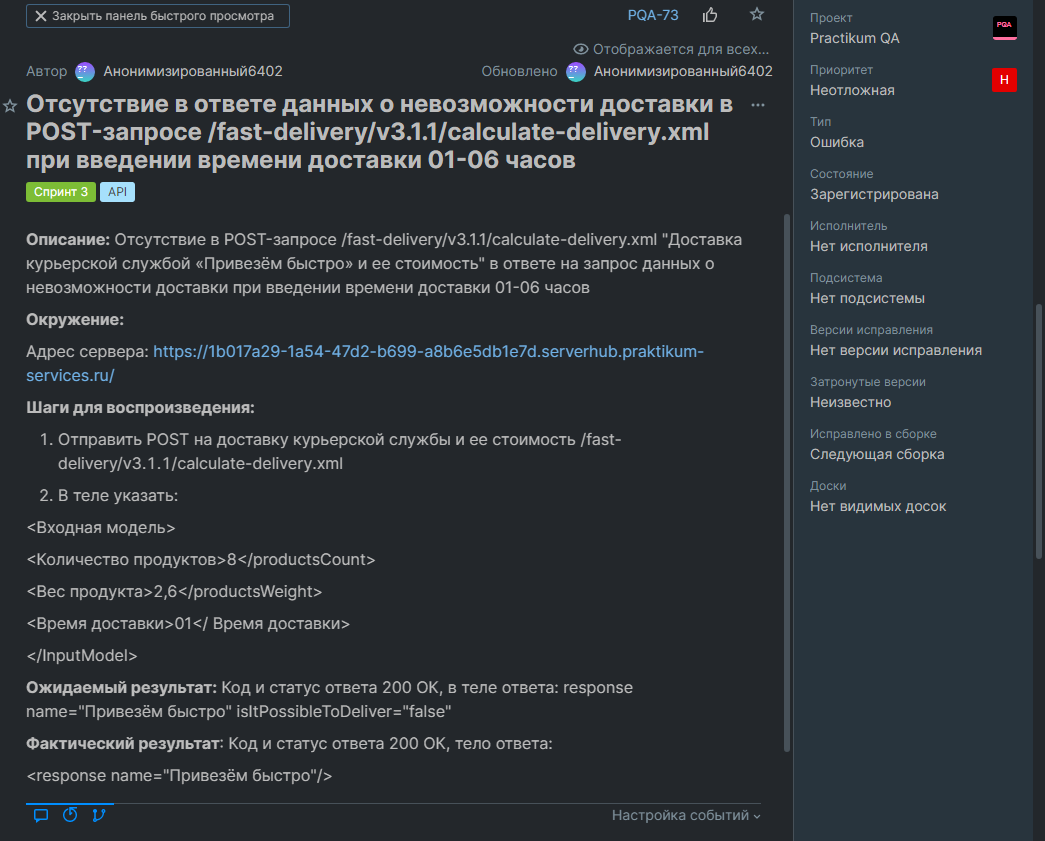 Закрыть панель быстрого просмотра
PQA-73
Отображается для всех...
Автор ?? Анонимизированный6402
Обновлено ?? Анонимизированный6402
Отсутствие в ответе данных о невозможности доставки в
POST-запросе /fast-delivery/v3.1.1/calculate-delivery.xml
при введении времени доставки 01-06 часов
Спринт 3 API
Описание: Отсутствие в POST-запросе /fast-delivery/v3.1.1/calculate-delivery.xml "Доставка
курьерской службой «Привезём быстро» и ее стоимость" в ответе на запрос данных о
невозможности доставки при введении времени доставки 01-06 часов
Окружение:
Адрес сервера: https://1b017a29-1a54-47d2-b699-a8b6e5db1e7d.serverhub.praktikum-
services.ru/
Шаги для воспроизведения:
1. Отправить POST на доставку курьерской службы и ее стоимость /fast-
delivery/v3.1.1/calculate-delivery.xml
2. В теле указать:
<Входная модель>
<Количество продуктов>8</productsCount>
<Вес продукта>2,6</productsWeight>
<Время доставки>01</ Время доставки>
</InputModel>
Ожидаемый результат: Код и статус ответа 200 ОК, в теле ответа: response
name="Привезём быстро" isItPossibleToDeliver="false"
Фактический результат: Код и статус ответа 200 ОК, тело ответа:
<response name="Привезём быстро"/>
Настройка событий
Проект
Practikum QA
PQA
Приоритет
Неотложная
Н
Тип
Ошибка
Состояние
Зарегистрирована
Исполнитель
Нет исполнителя
Подсистема
Нет подсистемы
Версии исправления
Нет версии исправления
Затронутые версии
Неизвестно
Исправлено в сборке
Следующая сборка
Доски
Нет видимых досок